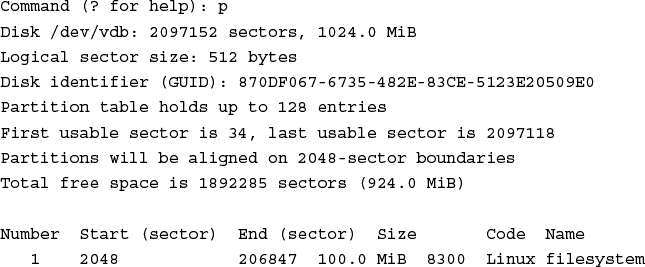 Command (? for help): p
Disk /dev/vdb: 2097152 sectors, 1024.0 MiB
Logical sector size: 512 bytes
Disk identifier (GUID): 870DF067-6735-482E-83CE-5123E20509E0
Partition table holds up to 128 entries
First usable sector is 34, last usable sector is 2097118
Partitions will be aligned on 2048-sector boundaries
Total free space is 1892285 sectors (924.0 MiB)
Number Start (sector) End (sector) Size Code Name
1 2048 206847 100.0 MiB 8300 Linux filesystem